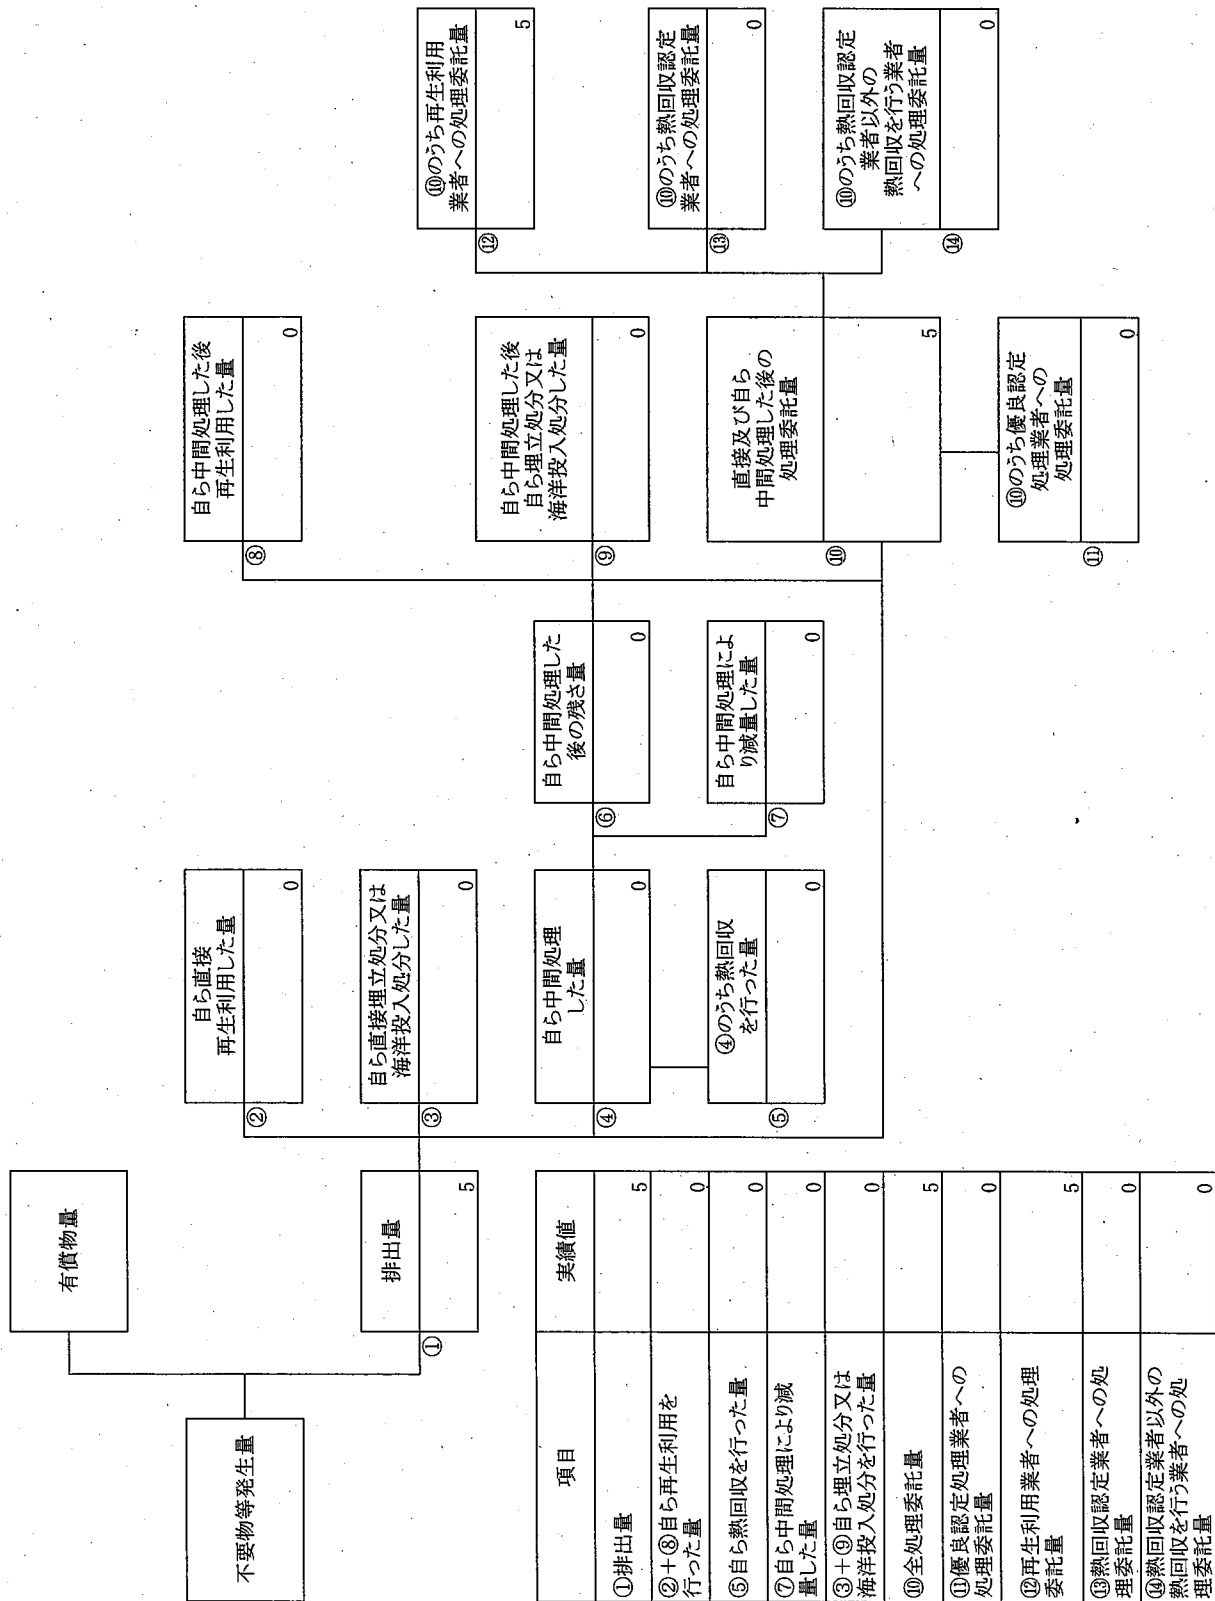 不要物等発生量
有償物量
排出量
①
5
自ら直接
再生利用した量
②
0
自ら直接埋立処分又は
海洋投入処分した量
③
0
自ら中間処理
した量
④
0
④のうち熱回収
を行った量
⑤
0
自ら中間処理した
後の残さ量
⑥
0
自ら中間処理によ
り減量した量
⑦
0
自ら中間処理した後
再生利用した量
⑧
0
自ら中間処理した後
自ら埋立処分又は
海洋投入処分した量
⑨
0
直接及び自ら
中間処理した後の
処理委託量
⑩
5
⑩のうち優良認定
処理業者への
処理委託量
⑪
0
⑩のうち再生利用
業者への処理委託量
⑫
5
⑩のうち熱回収認定
業者への処理委託量
⑬
0
⑩のうち熱回収認定
業者以外の
熱回収を行う業者
への処理委託量
⑭
0
項目 実績値
①排出量 5
②+⑧自ら再生利用を
行った量 0
⑤自ら熱回収を行った量 0
⑦自ら中間処理により減
量した量 0
③+⑨自ら埋立処分又は
海洋投入処分を行った量 0
⑩全処理委託量 5
⑪優良認定処理業者への
処理委託量 0
⑫再生利用業者への処理
委託量 5
⑬熱回収認定業者への処
理委託量 0
⑭熱回収認定業者以外の
熱回収を行う業者への処
理委託量 0